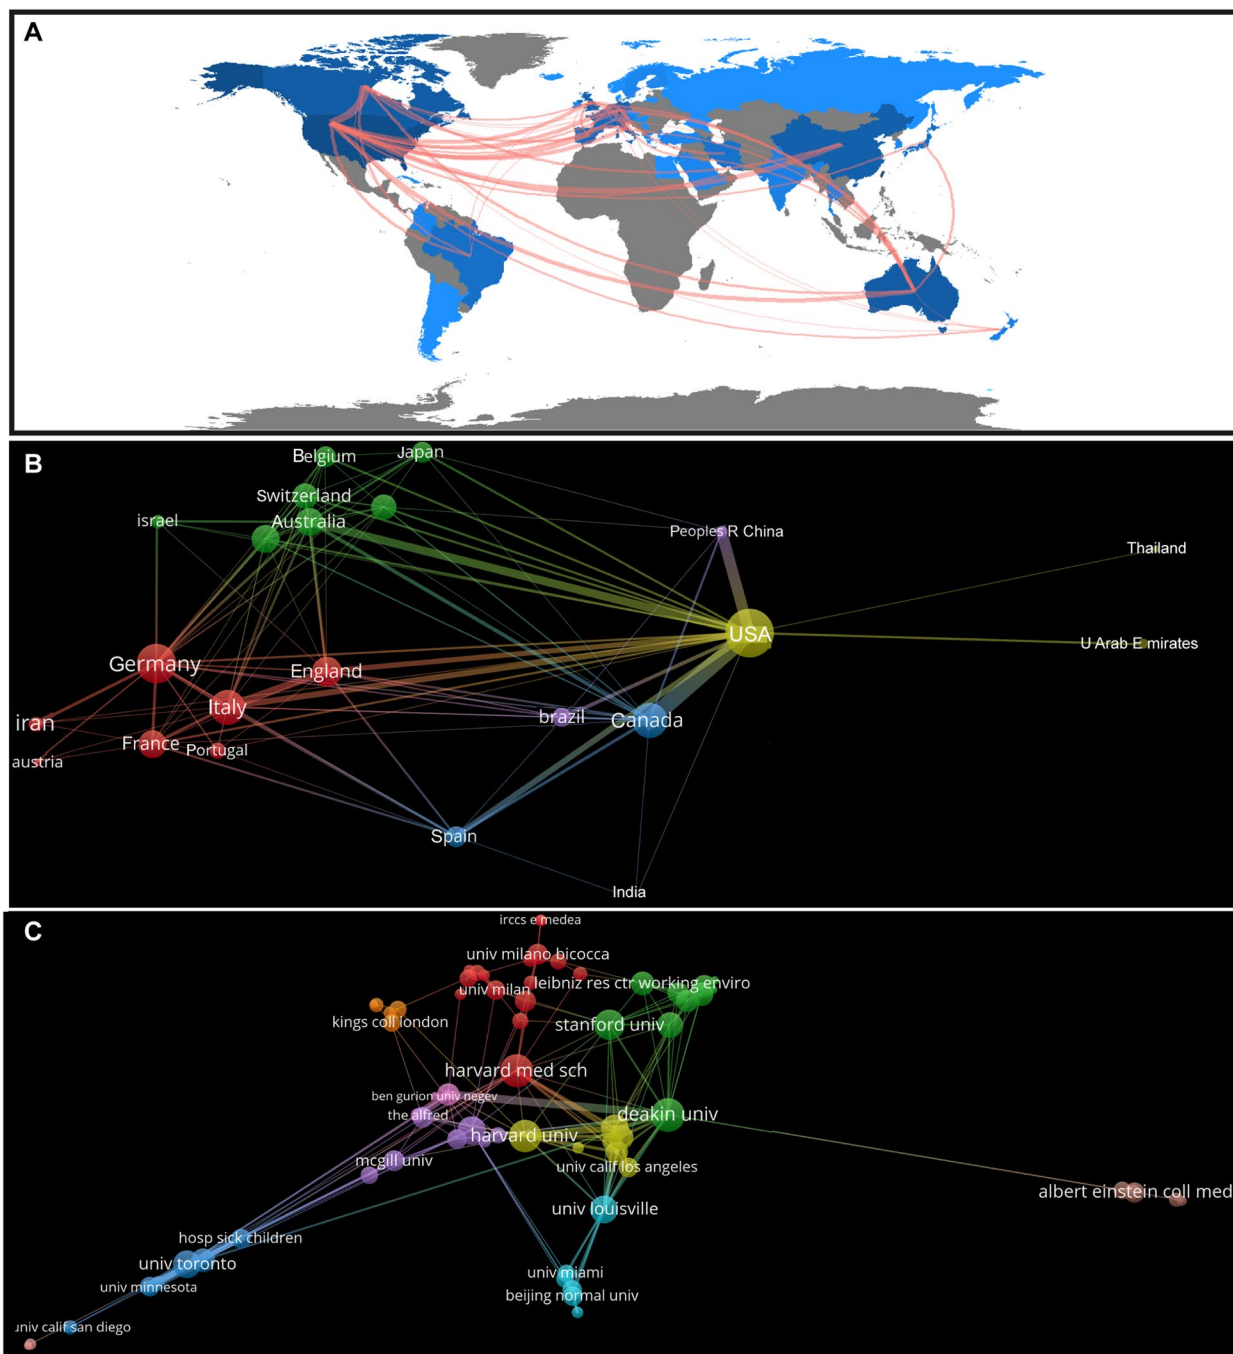 A
B
Belgium
Japan
Switzerland
israel
Australia
Peoples R China
Thailand
USA
U Arab Emirates
Germany
England
Italy
iran
brazil
Canada
France
Portugal
austria
Spain
India
C
irccs e medea
univ milano bicocca
leibniz res ctr working enviro
univ milan
kings coll london
stanford univ
harvard med sch
ben gurion univ negev
the alfred
deakin univ
harvard univ
mcgill univ
univ calif los angeles
albert einstein coll med
univ louisville
hosp sick children
univ toronto
univ miami
univ minnesota
beijing normal univ
univ calif san diego